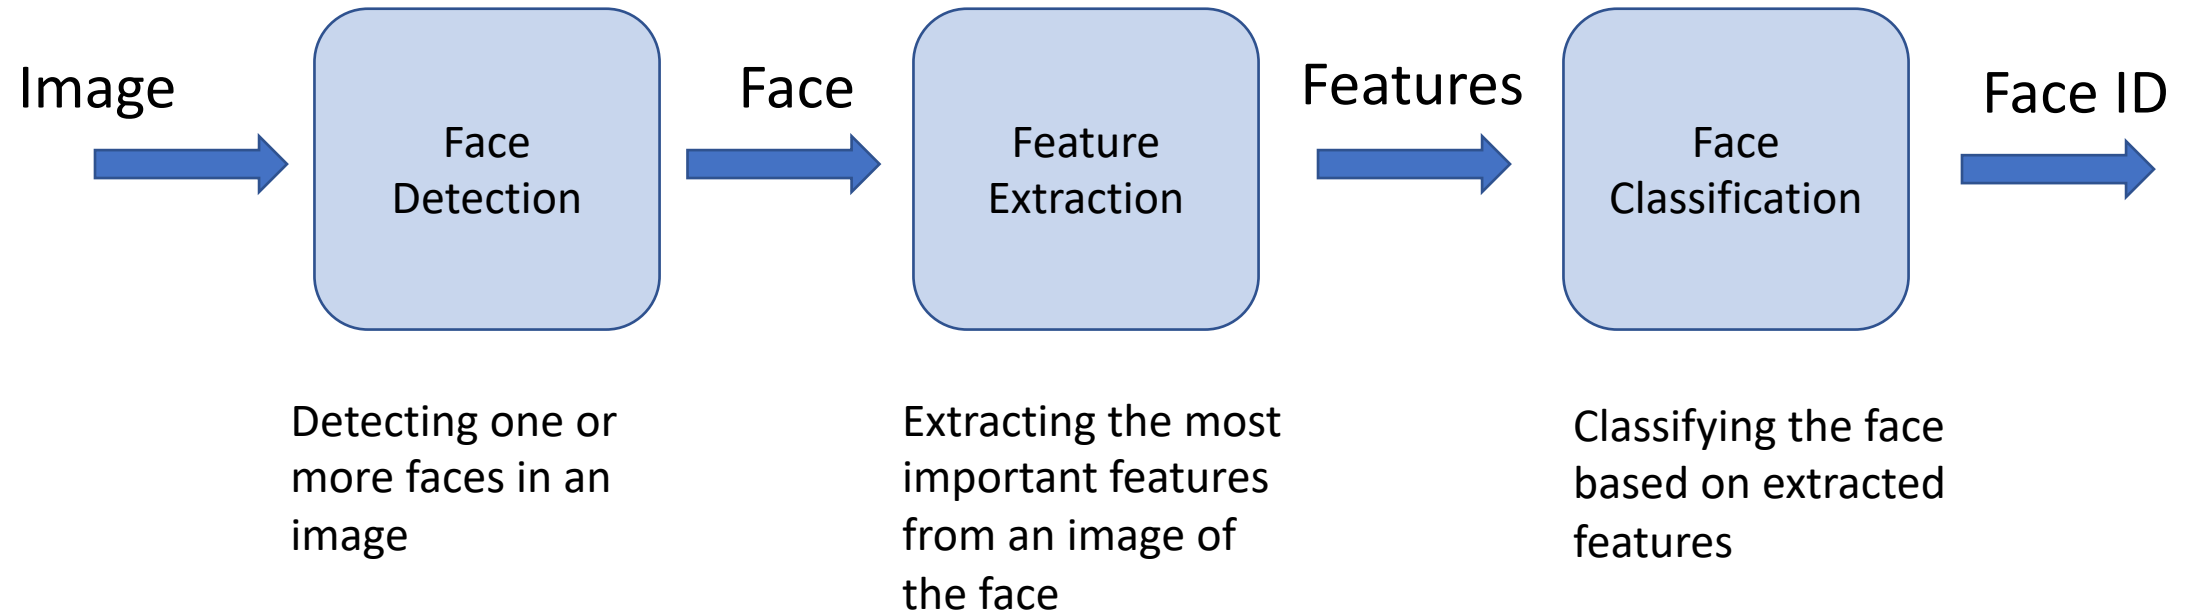 Image
Face
Detection
Face
Feature
Extraction
Features
Face
Classification
Face ID
Detecting one or
more faces in an
image
Extracting the most
important features
from an image of
the face
Classifying the face
based on extracted
features